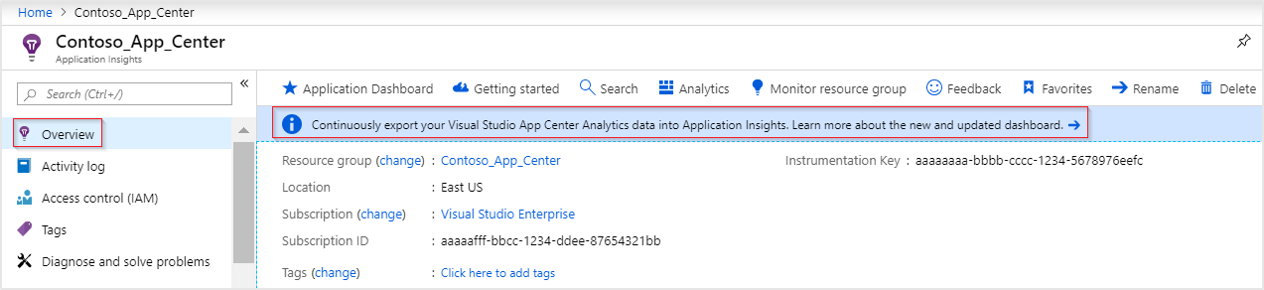 Home > Contoso_App_Center
Contoso_App_Center
Application Insights
Search (Ctrl+/)
«
Overview
Activity log
Access control (IAM)
Tags
Diagnose and solve problems
Application Dashboard Getting started Search Analytics Monitor resource group Feedback Favorites Rename Delete
Continuously export your Visual Studio App Center Analytics data into Application Insights. Learn more about the new and updated dashboard. →
Resource group (change) : Contoso_App_Center
Location : East US
Subscription (change) : Visual Studio Enterprise
Subscription ID : aaaaafff-bbcc-1234-ddee-87654321bb
Tags (change) : Click here to add tags
Instrumentation Key : aaaaaaaa-bbbb-cccc-1234-5678976eefc